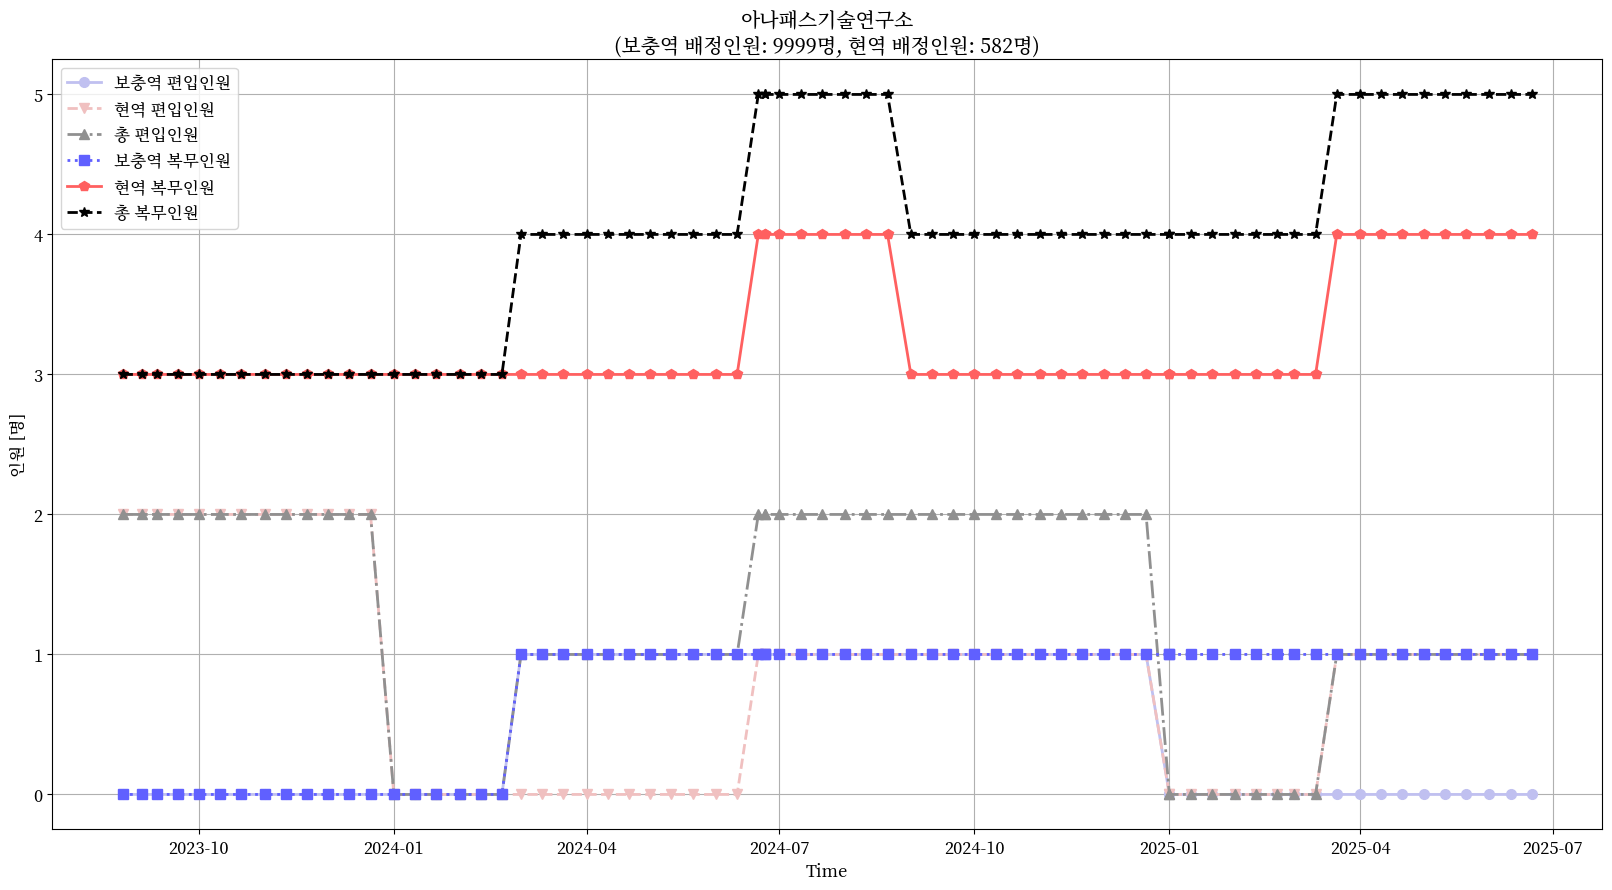 아나패스기술연구소
(보충역 배정인원: 9999명, 현역 배정인원: 582명)
보충역 편입인원
현역 편입인원
총 편입인원
보충역 복무인원
현역 복무인원
총 복무인원
인원 [명]
5
4
3
2
1
0
2023-10
2024-01
2024-04
2024-07
2024-10
2025-01
2025-04
2025-07
Time